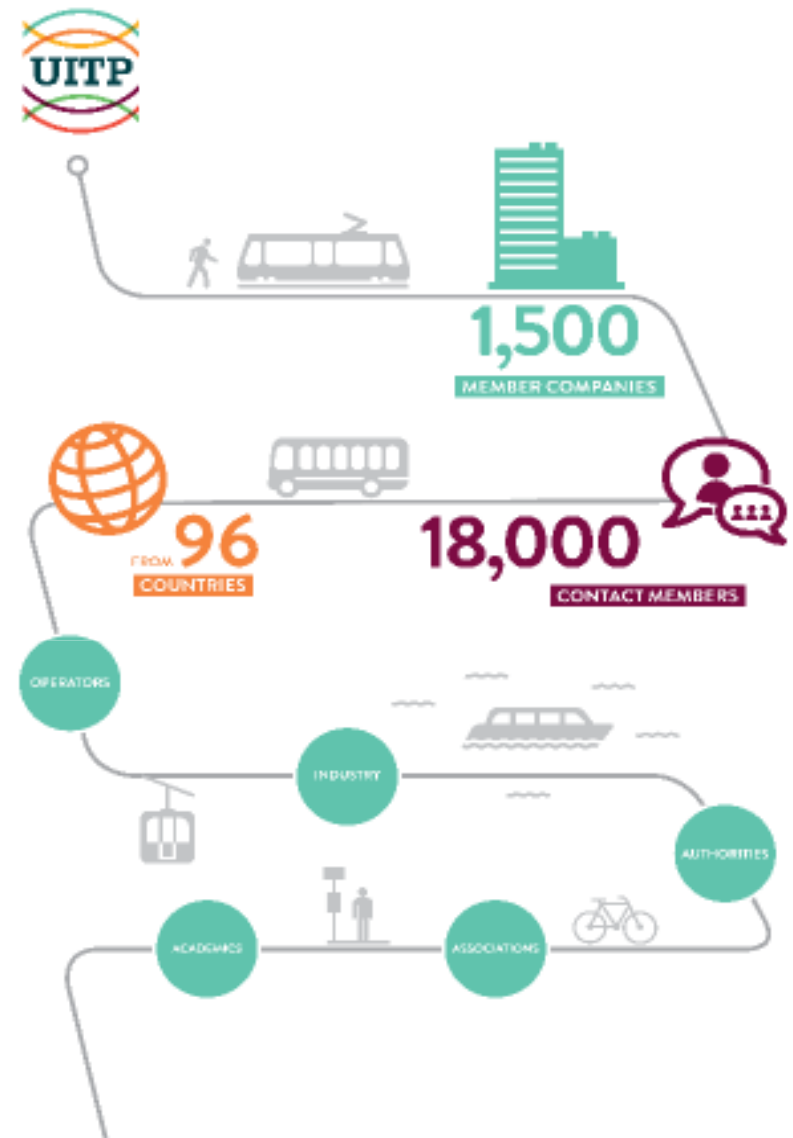 UITP
1,500
MEMBER COMPANIES
18,000
CONTACT MEMBERS
FROM 96
COUNTRIES
OPERATORS
INDUSTRY
AUTHORITIES
ASSOCIATIONS
ACADEMICS